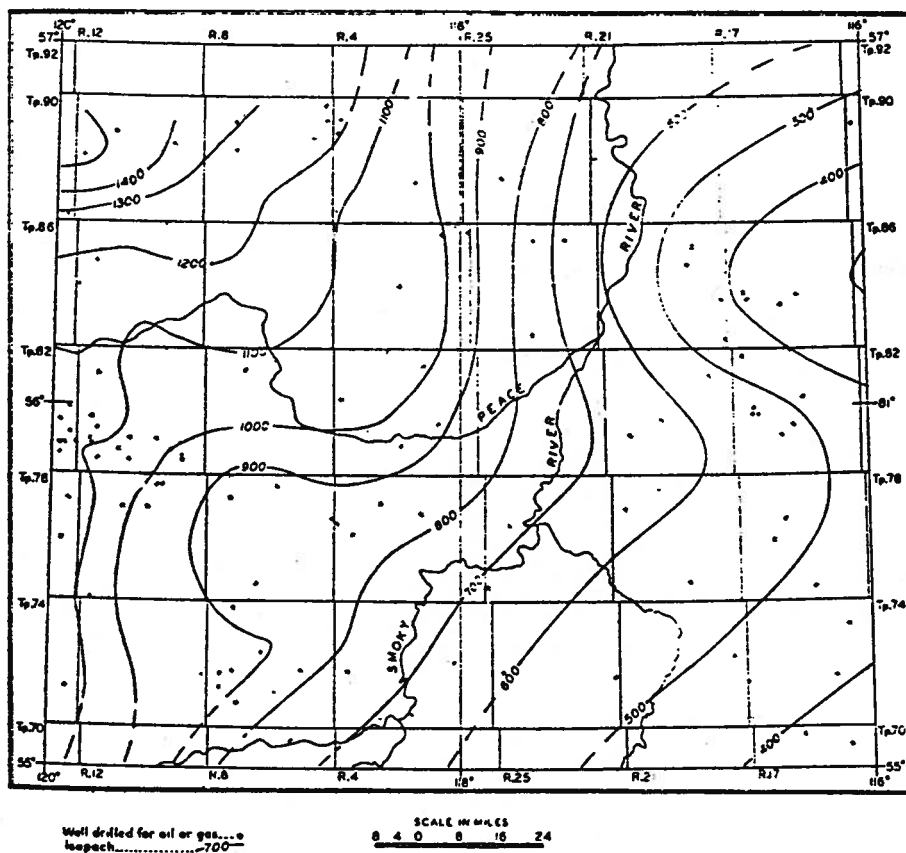 120° R.12 R.8 R.4 118° R.25 R.21 R.17 116°
57° 57°
Tp.92 Tp.92
1100 900 800
Tp.90 Tp.90
500
1400 400
1300
Tp.86 RIVER Tp.86
1200
Tp.82 1100 Tp.82
PEACE
56°
1000 RIVER
900
Tp.78 Tp.78
800
Tp.74 Tp.74
SMOKY
600
500
Tp.70 400 Tp.70
55° 55°
120° R.12 R.8 R.4 118° R.25 R.21 R.17 116°
Well drilled for oil or gas....
Isopach...............700
SCALE IN MILES
8 4 0 8 16 24